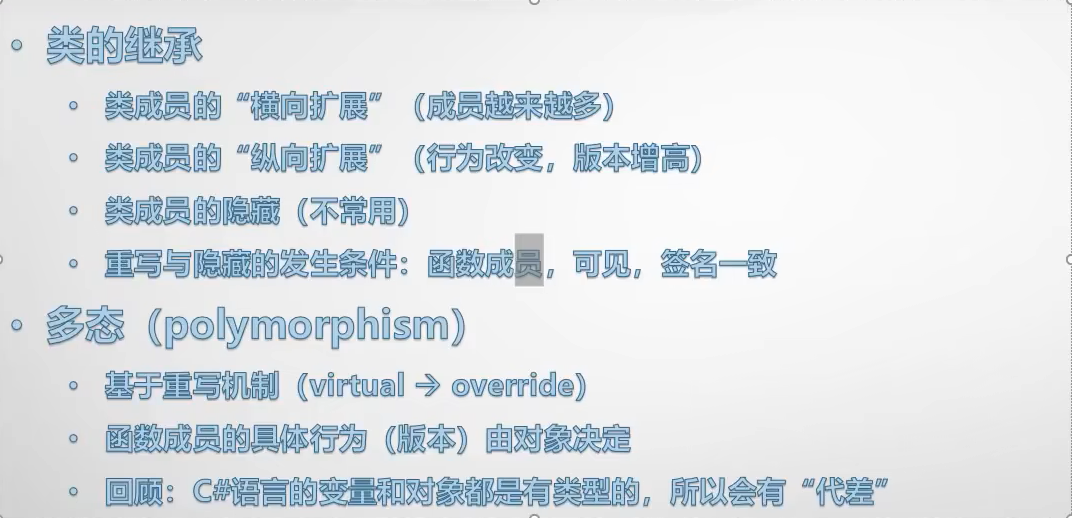 类的继承
类成员的“横向扩展”（成员越来越多）
类成员的“纵向扩展”（行为改变，版本增高）
类成员的隐藏（不常用）
重写与隐藏的发生条件：函数成员，可见，签名一致
多态（polymorphism）
基于重写机制（virtual → override）
函数成员的具体行为（版本）由对象决定
回顾：C#语言的变量和对象都是有类型的，所以会有“代差”